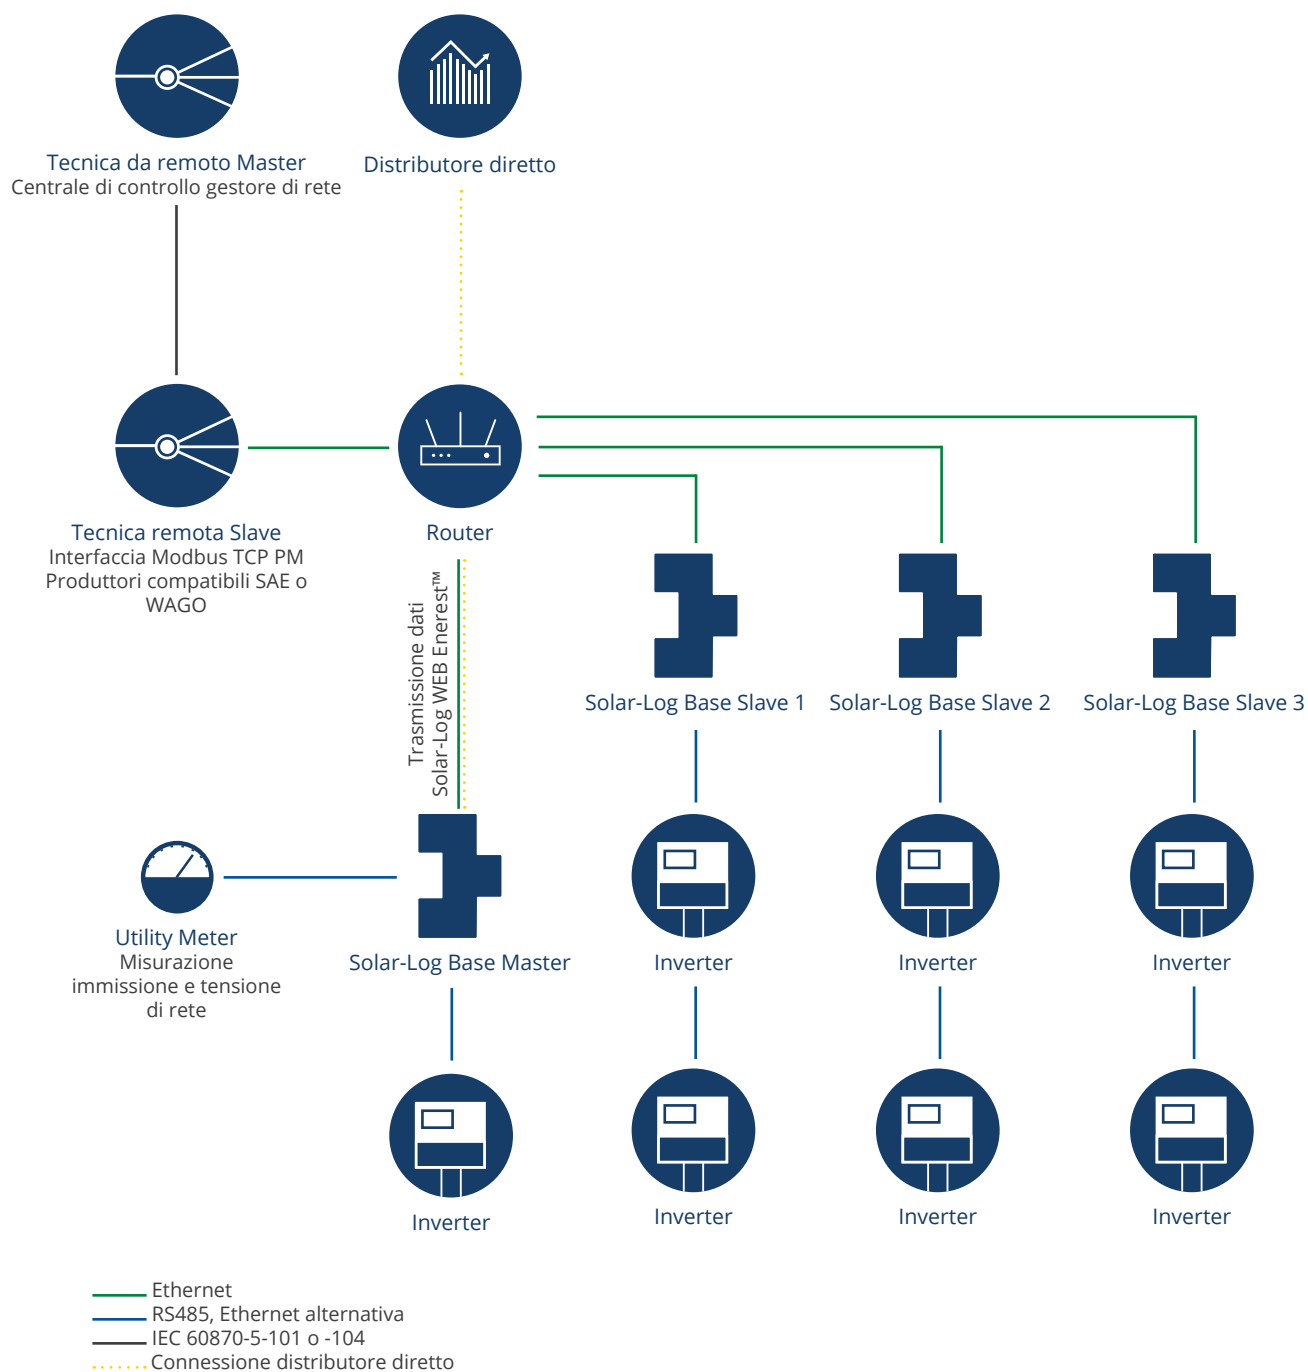 Tecnica da remoto Master
Centrale di controllo gestore di rete
Distributore diretto
Tecnica remota Slave
Interfaccia Modbus TCP PM
Produttori compatibili SAE o
WAGO
Router
Trasmissione dati
Solar-Log WEB Enerest™
Solar-Log Base Slave 1
Solar-Log Base Slave 2
Solar-Log Base Slave 3
Utility Meter
Misurazione
immissione e tensione
di rete
Solar-Log Base Master
Inverter
Inverter
Inverter
Inverter
Inverter
Inverter
Inverter
Ethernet
RS485, Ethernet alternativa
IEC 60870-5-101 o -104
Connessione distributore diretto